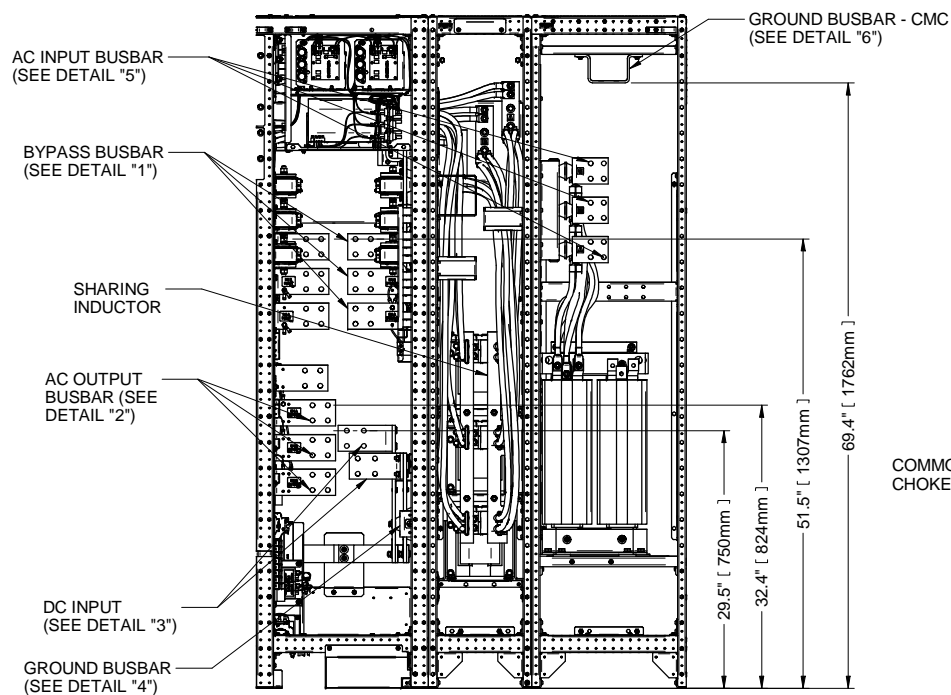 GROUND BUSBAR - CMC
(SEE DETAIL "6")
AC INPUT BUSBAR
(SEE DETAIL "5")
BYPASS BUSBAR
(SEE DETAIL "1")
SHARING
INDUCTOR
AC OUTPUT
BUSBAR (SEE
DETAIL "2")
DC INPUT
(SEE DETAIL "3")
GROUND BUSBAR
(SEE DETAIL "4")
29.5" [ 750mm ]
32.4" [ 824mm ]
51.5" [ 1307mm ]
69.4" [ 1762mm ]
COMMO
CHOKE